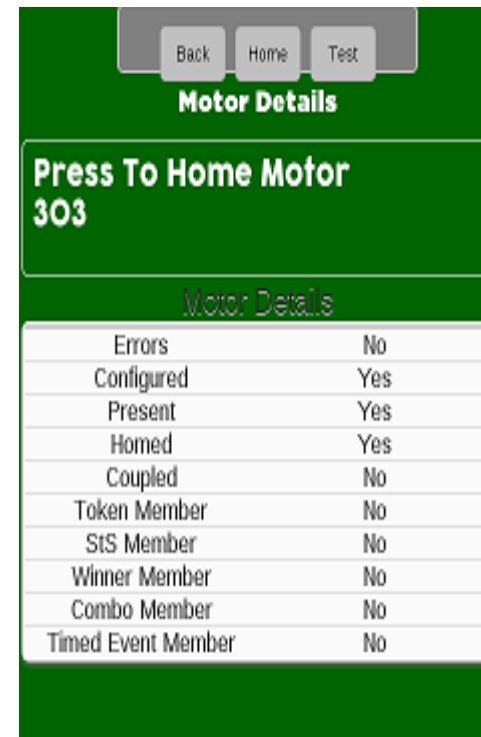 Back Home Test
Motor Details
Press To Home Motor
303
Motor Details
Errors No
Configured Yes
Present Yes
Homed Yes
Coupled No
Token Member No
StS Member No
Winner Member No
Combo Member No
Timed Event Member No